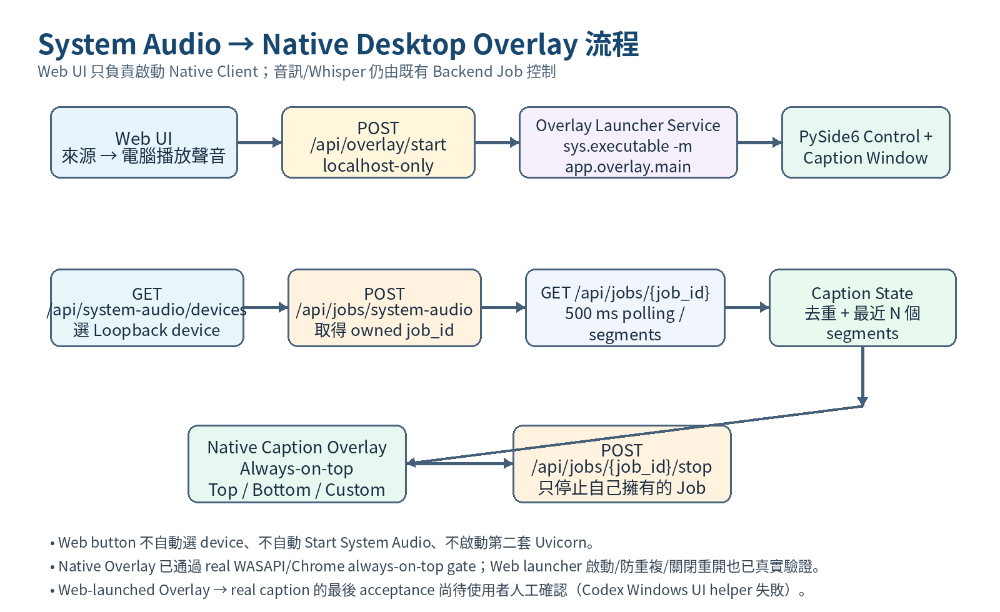 System Audio → Native Desktop Overlay 流程
Web UI 只負責啟動 Native Client；音訊/Whisper 仍由既有 Backend Job 控制
Web UI
來源 → 電腦播放聲音
POST
/api/overlay/start
localhost-only
Overlay Launcher Service
sys.executable -m
app.overlay.main
PySide6 Control +
Caption Window
GET
/api/system-audio/devices
選 Loopback device
POST
/api/jobs/system-audio
取得 owned job_id
GET /api/jobs/{job_id}
500 ms polling /
segments
Caption State
去重 + 最近 N 個
segments
Native Caption Overlay
Always-on-top
Top / Bottom / Custom
POST
/api/jobs/{job_id}/stop
只停止自己擁有的 Job
• Web button 不自動選 device、不自動 Start System Audio、不啟動第二套 Uvicorn。
• Native Overlay 已通過 real WASAPI/Chrome always-on-top gate；Web launcher 啟動/防重複/關閉重開也已真實驗證。
• Web-launched Overlay → real caption 的最後 acceptance 尚待使用者人工確認（Codex Windows UI helper 失敗）。